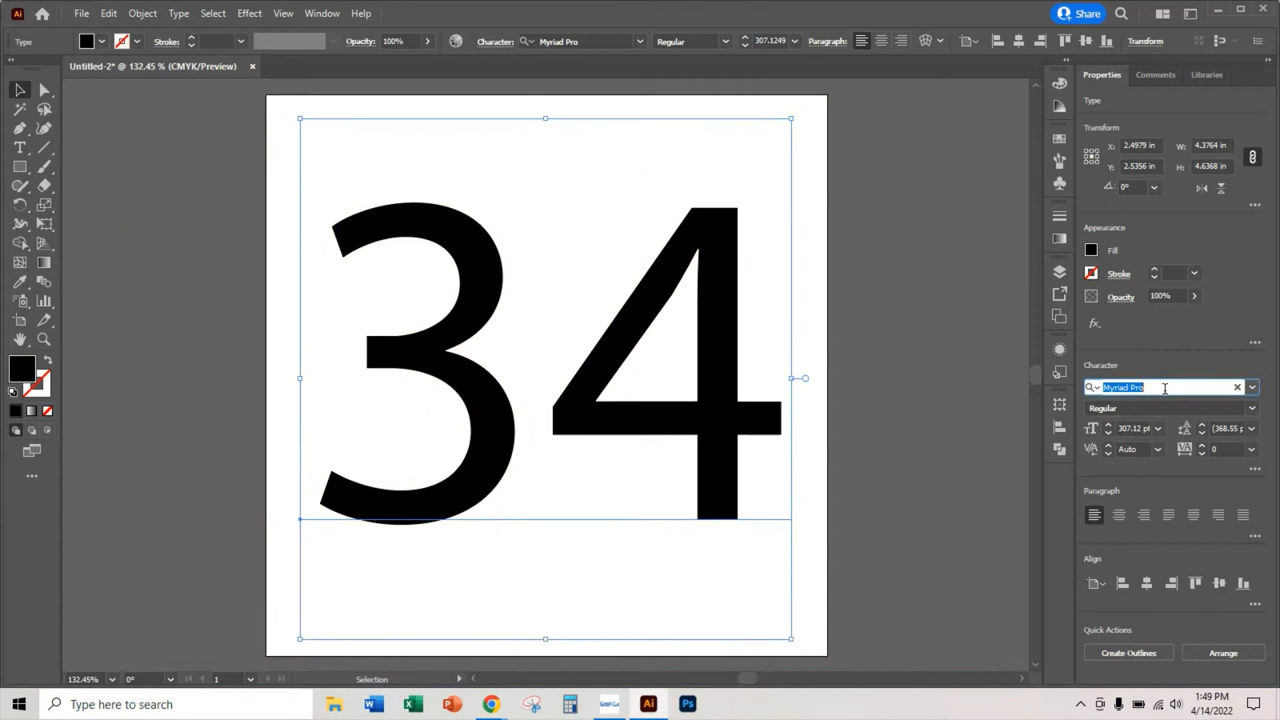 Ai File Edit Object Type Select Effect View Window Help Share
Type Stroke: Opacity: 100% Character: Myriad Pro Regular 307.1249 Paragraph: Transform
Untitled-2* @ 132.45 % (CMYK/Preview)
Properties Comments Libraries
Type
Transform
X: 2.4979 in W: 4.3764 in
Y: 2.5356 in H: 4.6368 in
0°
Appearance
Fill
Stroke
Opacity 100%
fx.
34
Character
Myriad Pro
Regular
307.12 pt (368.55 p
Auto 0
Paragraph
Align
Quick Actions
Create Outlines Arrange
132.45% 0° 1 Selection
Type here to search
Ai Ps
1:49 PM
4/14/2022